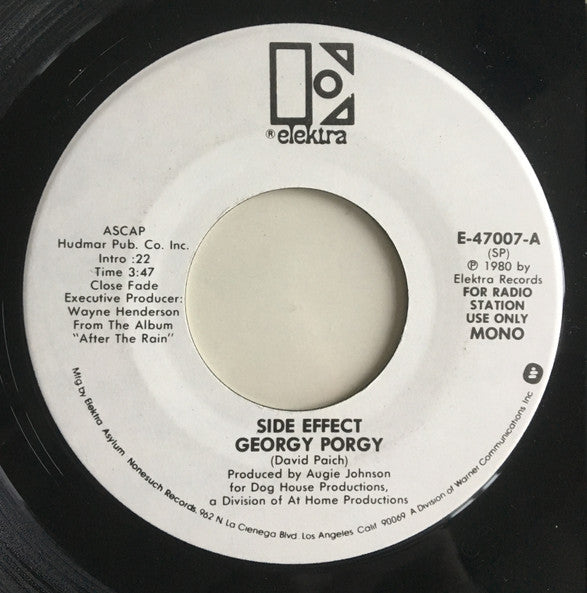 ® elektra
ASCAP
Hudmar Pub. Co. Inc.
Intro :22
Time 3:47
Close Fade
Executive Producer:
Wayne Henderson
From The Album
"After The Rain"
E-47007-A
(SP)
℗ 1980 by
Elektra Records
FOR RADIO
STATION
USE ONLY
MONO
SIDE EFFECT
GEORGY PORGY
(David Paich)
Produced by Augie Johnson
for Dog House Productions,
a Division of At Home Productions
Mfg by Elektra Asylum Nonesuch Records, 962 N La Cienega Blvd Los Angeles Calif 90069 A Division of Warner Communications Inc